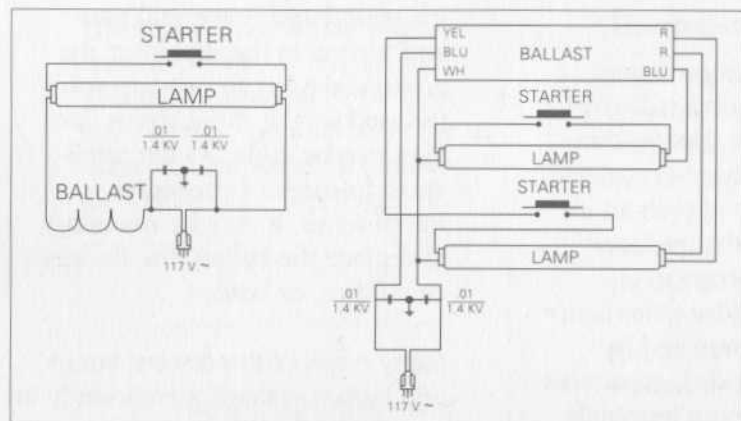 STARTER
LAMP
.01 .01
1.4 KV 1.4 KV
BALLAST
117 V ~
YEL R
BLU BALLAST R
WH BLU
STARTER
LAMP
STARTER
LAMP
.01 .01
1.4 KV 1.4 KV
117 V ~